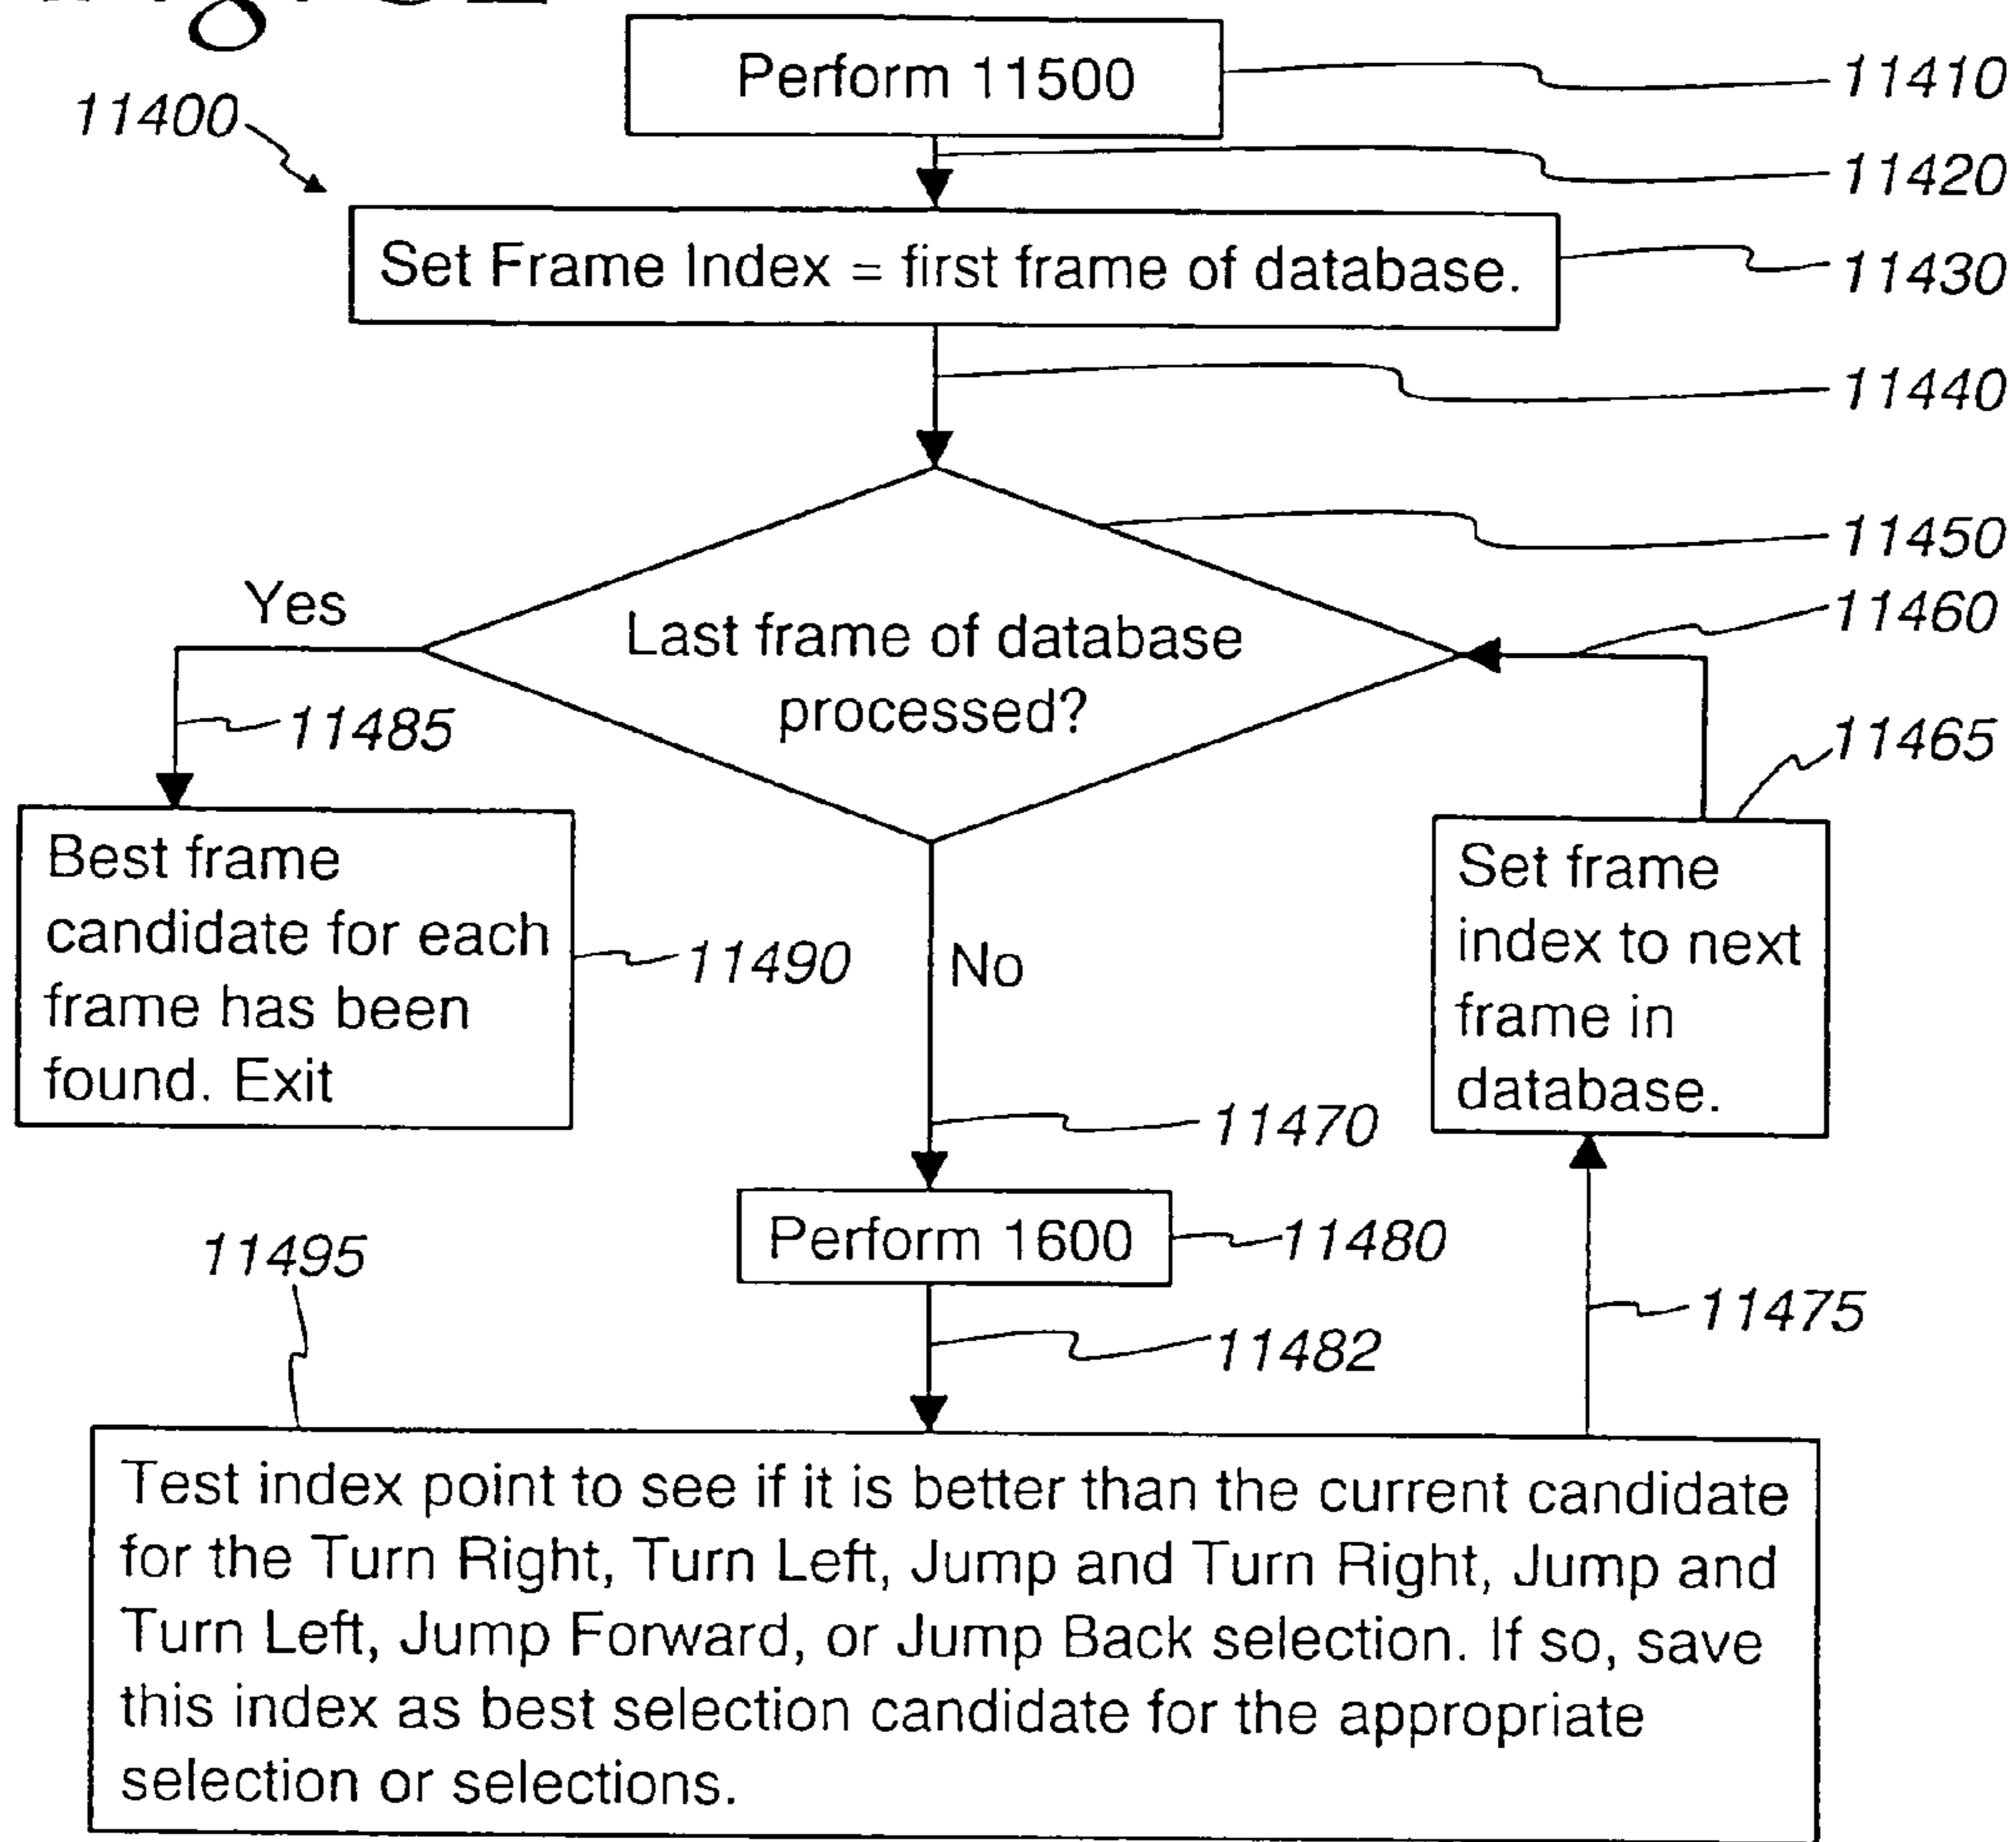 Perform 11500
11410
11400
11420
Set Frame Index = first frame of database.
11430
11440
11450
Yes
Last frame of database
processed?
11460
11485
11465
Best frame
candidate for each
frame has been
found. Exit
11490
No
Set frame
index to next
frame in
database.
11470
Perform 1600
11480
11495
11475
11482
Test index point to see if it is better than the current candidate
for the Turn Right, Turn Left, Jump and Turn Right, Jump and
Turn Left, Jump Forward, or Jump Back selection. If so, save
this index as best selection candidate for the appropriate
selection or selections.